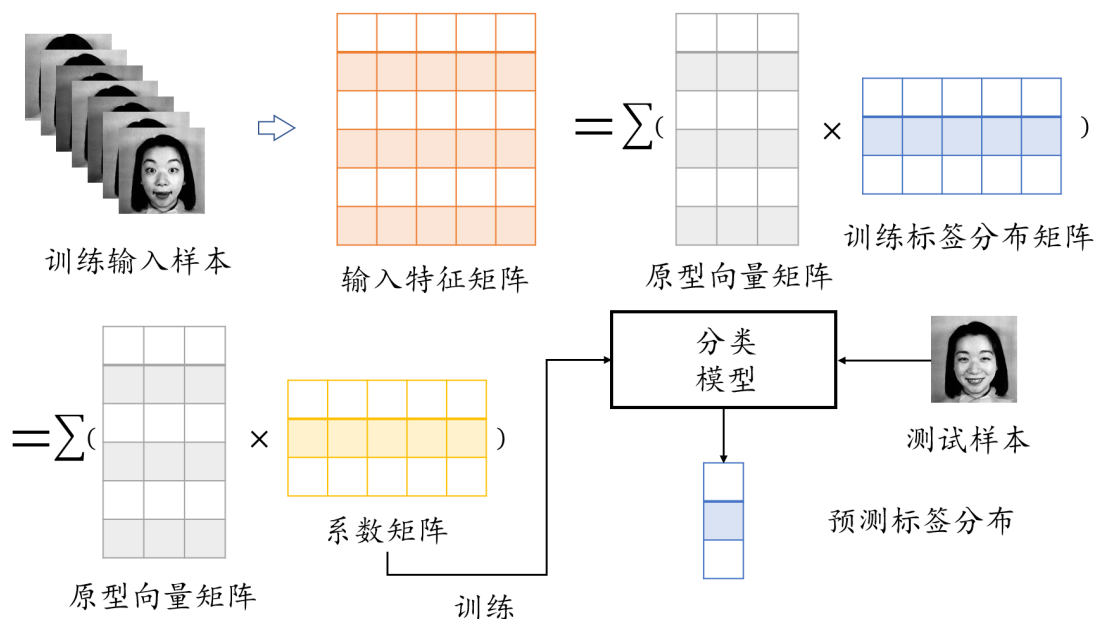 = ∑ ( × )
训练输入样本
输入特征矩阵
原型向量矩阵
训练标签分布矩阵
= ∑ ( × )
分类
模型
测试样本
系数矩阵
预测标签分布
原型向量矩阵
训练